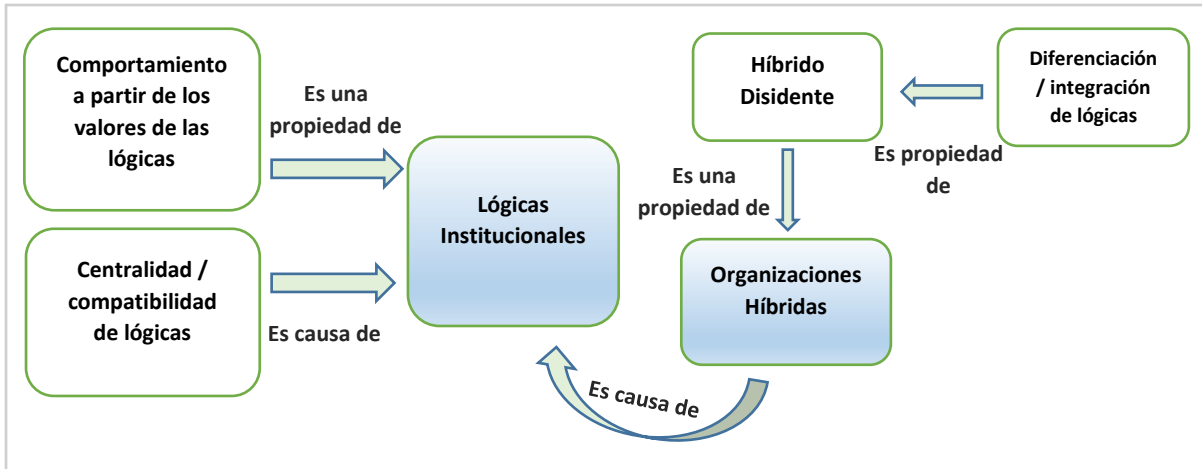 Comportamiento
a partir de los
valores de las
lógicas
Es una
propiedad de
Centralidad /
compatibilidad
de lógicas
Es causa de
Lógicas
Institucionales
Híbrido
Disidente
Diferenciación
/ integración
de lógicas
Es propiedad
de
Es una
propiedad de
Organizaciones
Híbridas
Es causa de